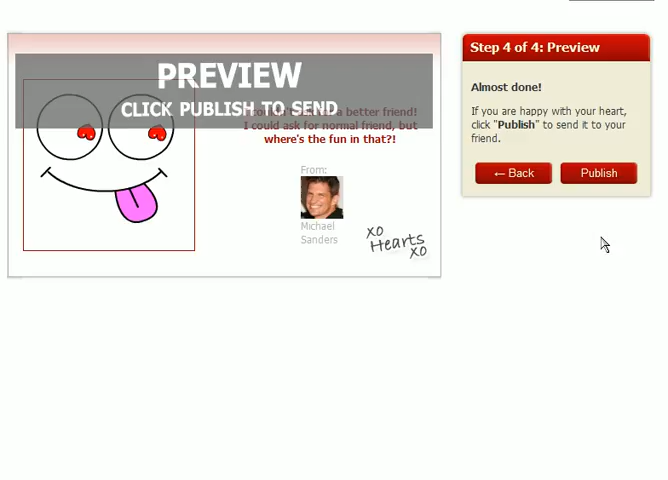 PREVIEW
CLICK PUBLISH TO SEND
a better friend!
I could ask for normal friend, but
where's the fun in that?!
From:
Michael
Sanders
xo
Hearts
xo
Step 4 of 4: Preview
Almost done!
If you are happy with your heart,
click "Publish" to send it to your
friend.
← Back
Publish